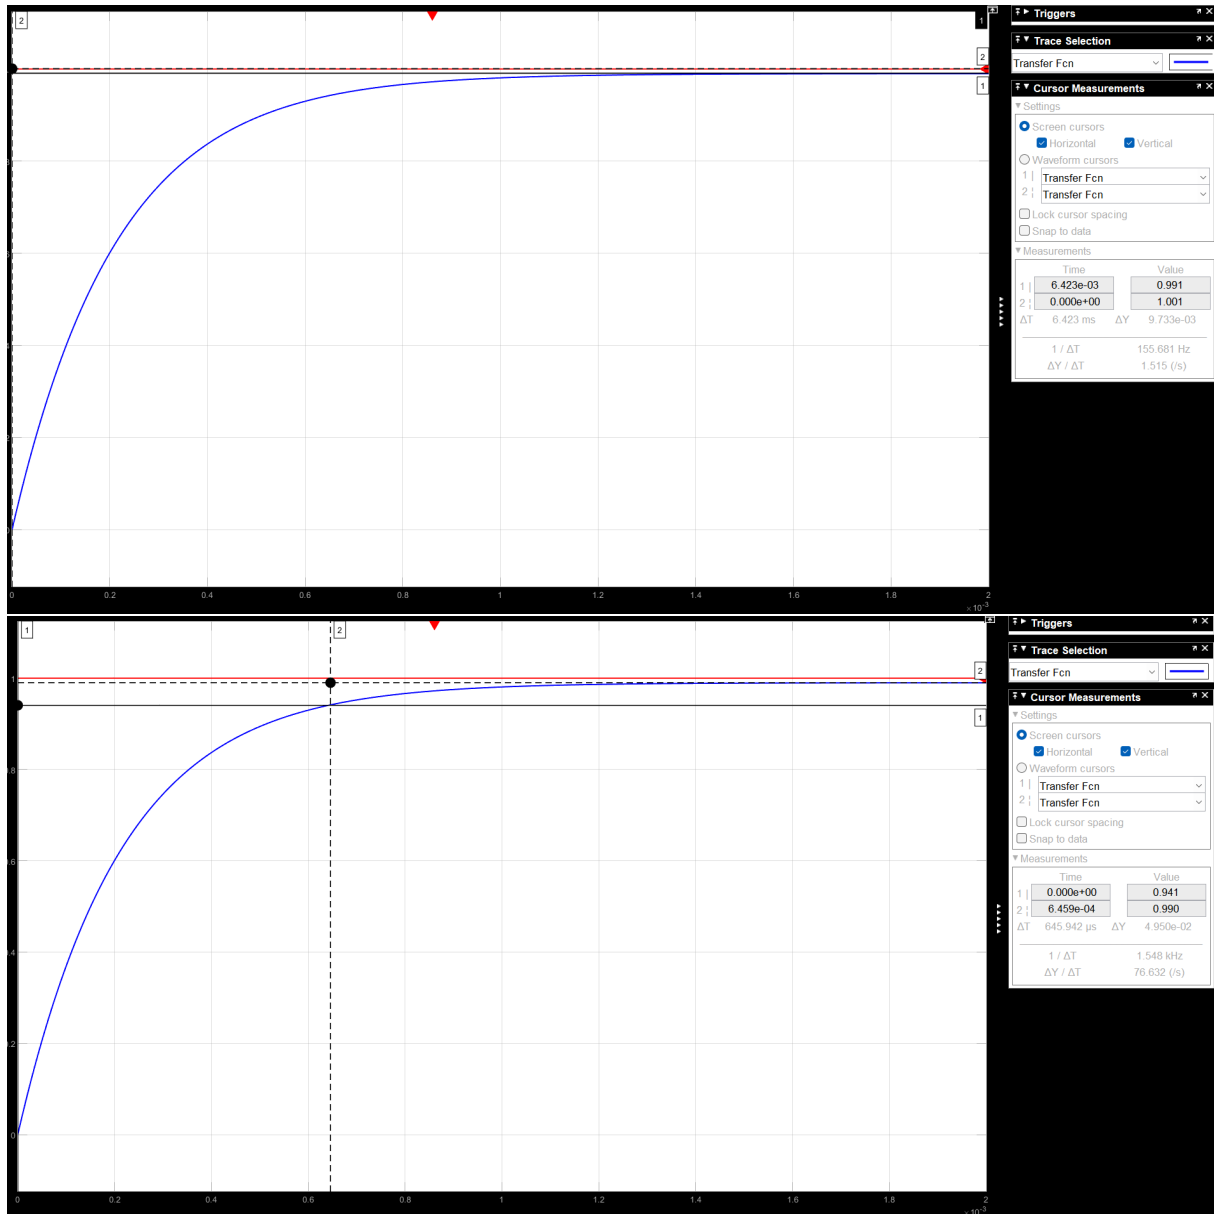 2
1
Triggers
Trace Selection
Transfer Fcn
2
1
Cursor Measurements
Settings
Screen cursors
Horizontal Vertical
Waveform cursors
1 | Transfer Fcn
2 ¦ Transfer Fcn
Lock cursor spacing
Snap to data
Measurements
Time Value
1 | 6.423e-03 0.991
2 ¦ 0.000e+00 1.001
ΔT 6.423 ms ΔY 9.733e-03
1 / ΔT 155.681 Hz
ΔY / ΔT 1.515 (/s)
0 0.2 0.4 0.6 0.8 1 1.2 1.4 1.6 1.8 2
×10⁻³
1 2
Triggers
Trace Selection
Transfer Fcn
1
2
1
0.8
0.6
0.4
0.2
0
Cursor Measurements
Settings
Screen cursors
Horizontal Vertical
Waveform cursors
1 | Transfer Fcn
2 ¦ Transfer Fcn
Lock cursor spacing
Snap to data
Measurements
Time Value
1 | 0.000e+00 0.941
2 ¦ 6.459e-04 0.990
ΔT 645.942 µs ΔY 4.950e-02
1 / ΔT 1.548 kHz
ΔY / ΔT 76.632 (/s)
0 0.2 0.4 0.6 0.8 1 1.2 1.4 1.6 1.8 2
×10⁻³